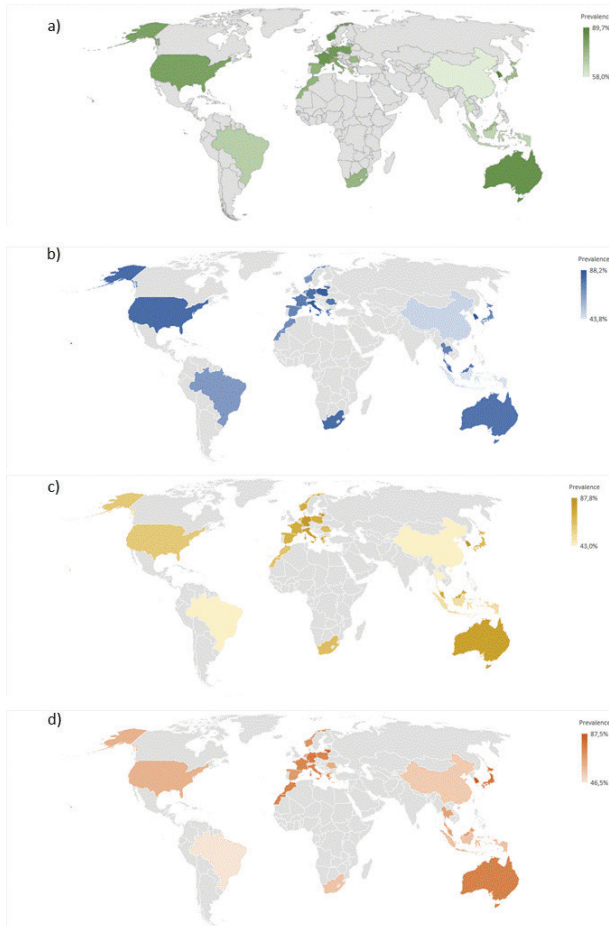 a)
Prevalence
89,7%
58,0%
b)
Prevalence
88,2%
43,8%
c)
Prevalence
87,8%
43,0%
d)
Prevalence
87,5%
46,5%